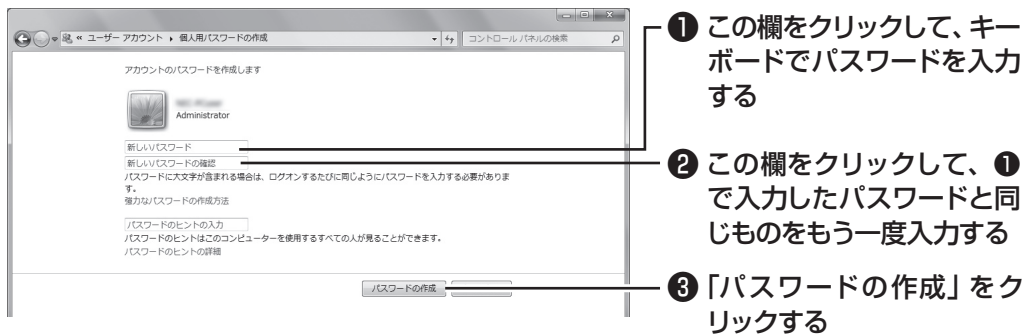 « ユーザー アカウント ▸ 個人用パスワードの作成
コントロール パネルの検索
アカウントのパスワードを作成します
Administrator
新しいパスワード
新しいパスワードの確認
パスワードに大文字が含まれる場合は、ログオンするたびに同じようにパスワードを入力する必要がありま
す。
強力なパスワードの作成方法
パスワードのヒントの入力
パスワードのヒントはこのコンピューターを使用するすべての人が見ることができます。
パスワードのヒントの詳細
パスワードの作成
❶ この欄をクリックして、キー
ボードでパスワードを入力
する
❷ この欄をクリックして、❶
で入力したパスワードと同
じものをもう一度入力する
❸「パスワードの作成」をク
リックする